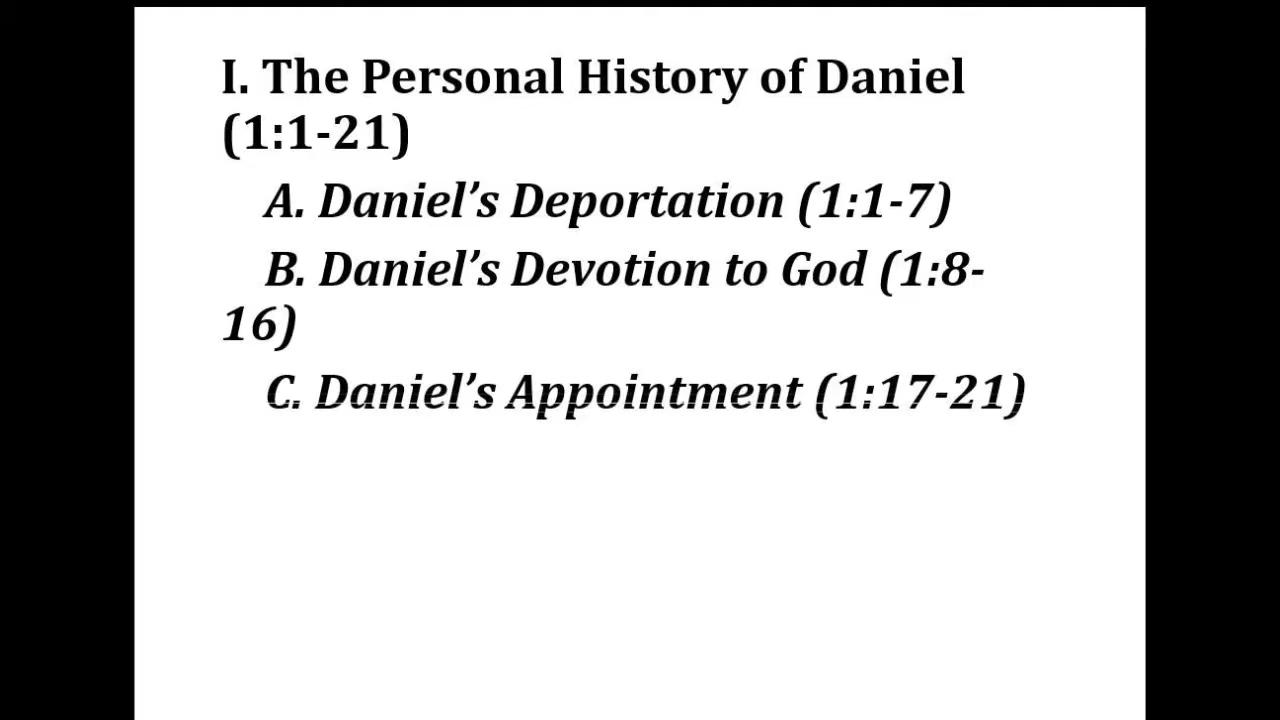 I. The Personal History of Daniel
(1:1-21)
A. Daniel’s Deportation (1:1-7)
B. Daniel’s Devotion to God (1:8-
16)
C. Daniel’s Appointment (1:17-21)